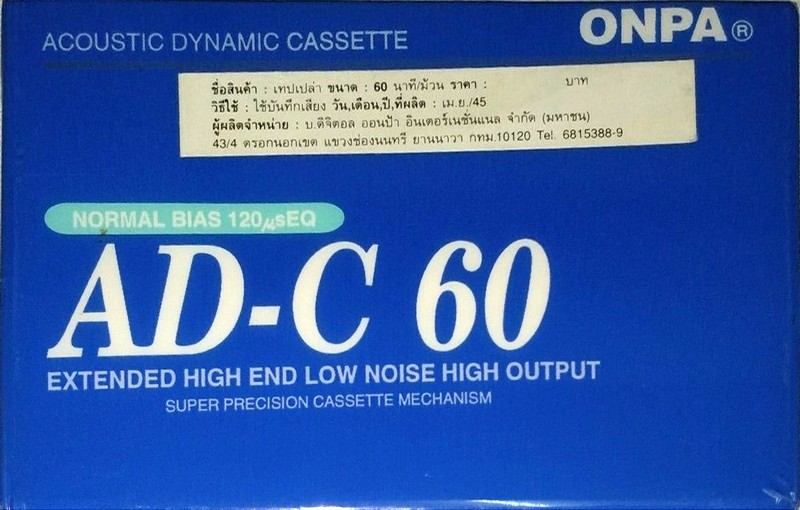 ACOUSTIC DYNAMIC CASSETTE
ONPA®
ชื่อสินค้า : เทปเปล่า ขนาด : 60 นาที/ม้วน ราคา : บาท
วิธีใช้ : ใช้บันทึกเสียง วัน,เดือน,ปี,ที่ผลิต : เม.ย./45
ผู้ผลิตจำหน่าย : บ.ดิจิตอล ออนป้า อินเตอร์เนชั่นแนล จำกัด (มหาชน)
43/4 ตรอกนอกเขต แขวงช่องนนทรี ยานนาวา กทม.10120 Tel. 6815388-9
NORMAL BIAS 120μsEQ
AD-C 60
EXTENDED HIGH END LOW NOISE HIGH OUTPUT
SUPER PRECISION CASSETTE MECHANISM